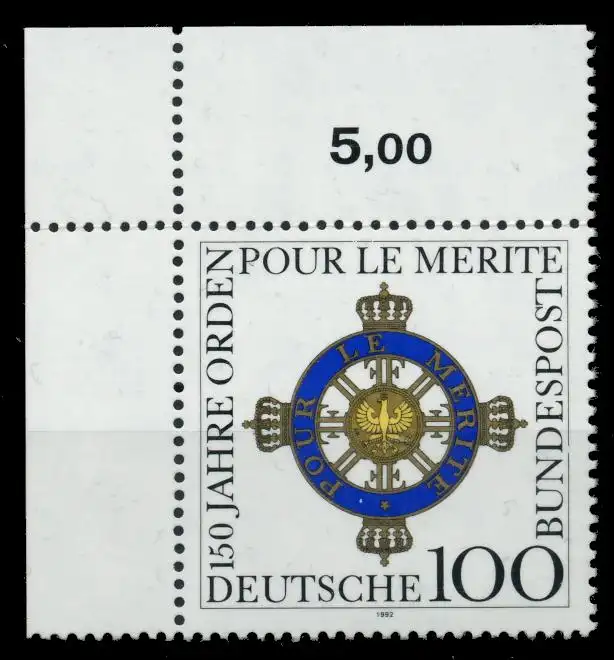 5,00
150 JAHRE ORDEN POUR LE MERITE
POUR LE MERITE
DEUTSCHE BUNDESPOST
100
1992